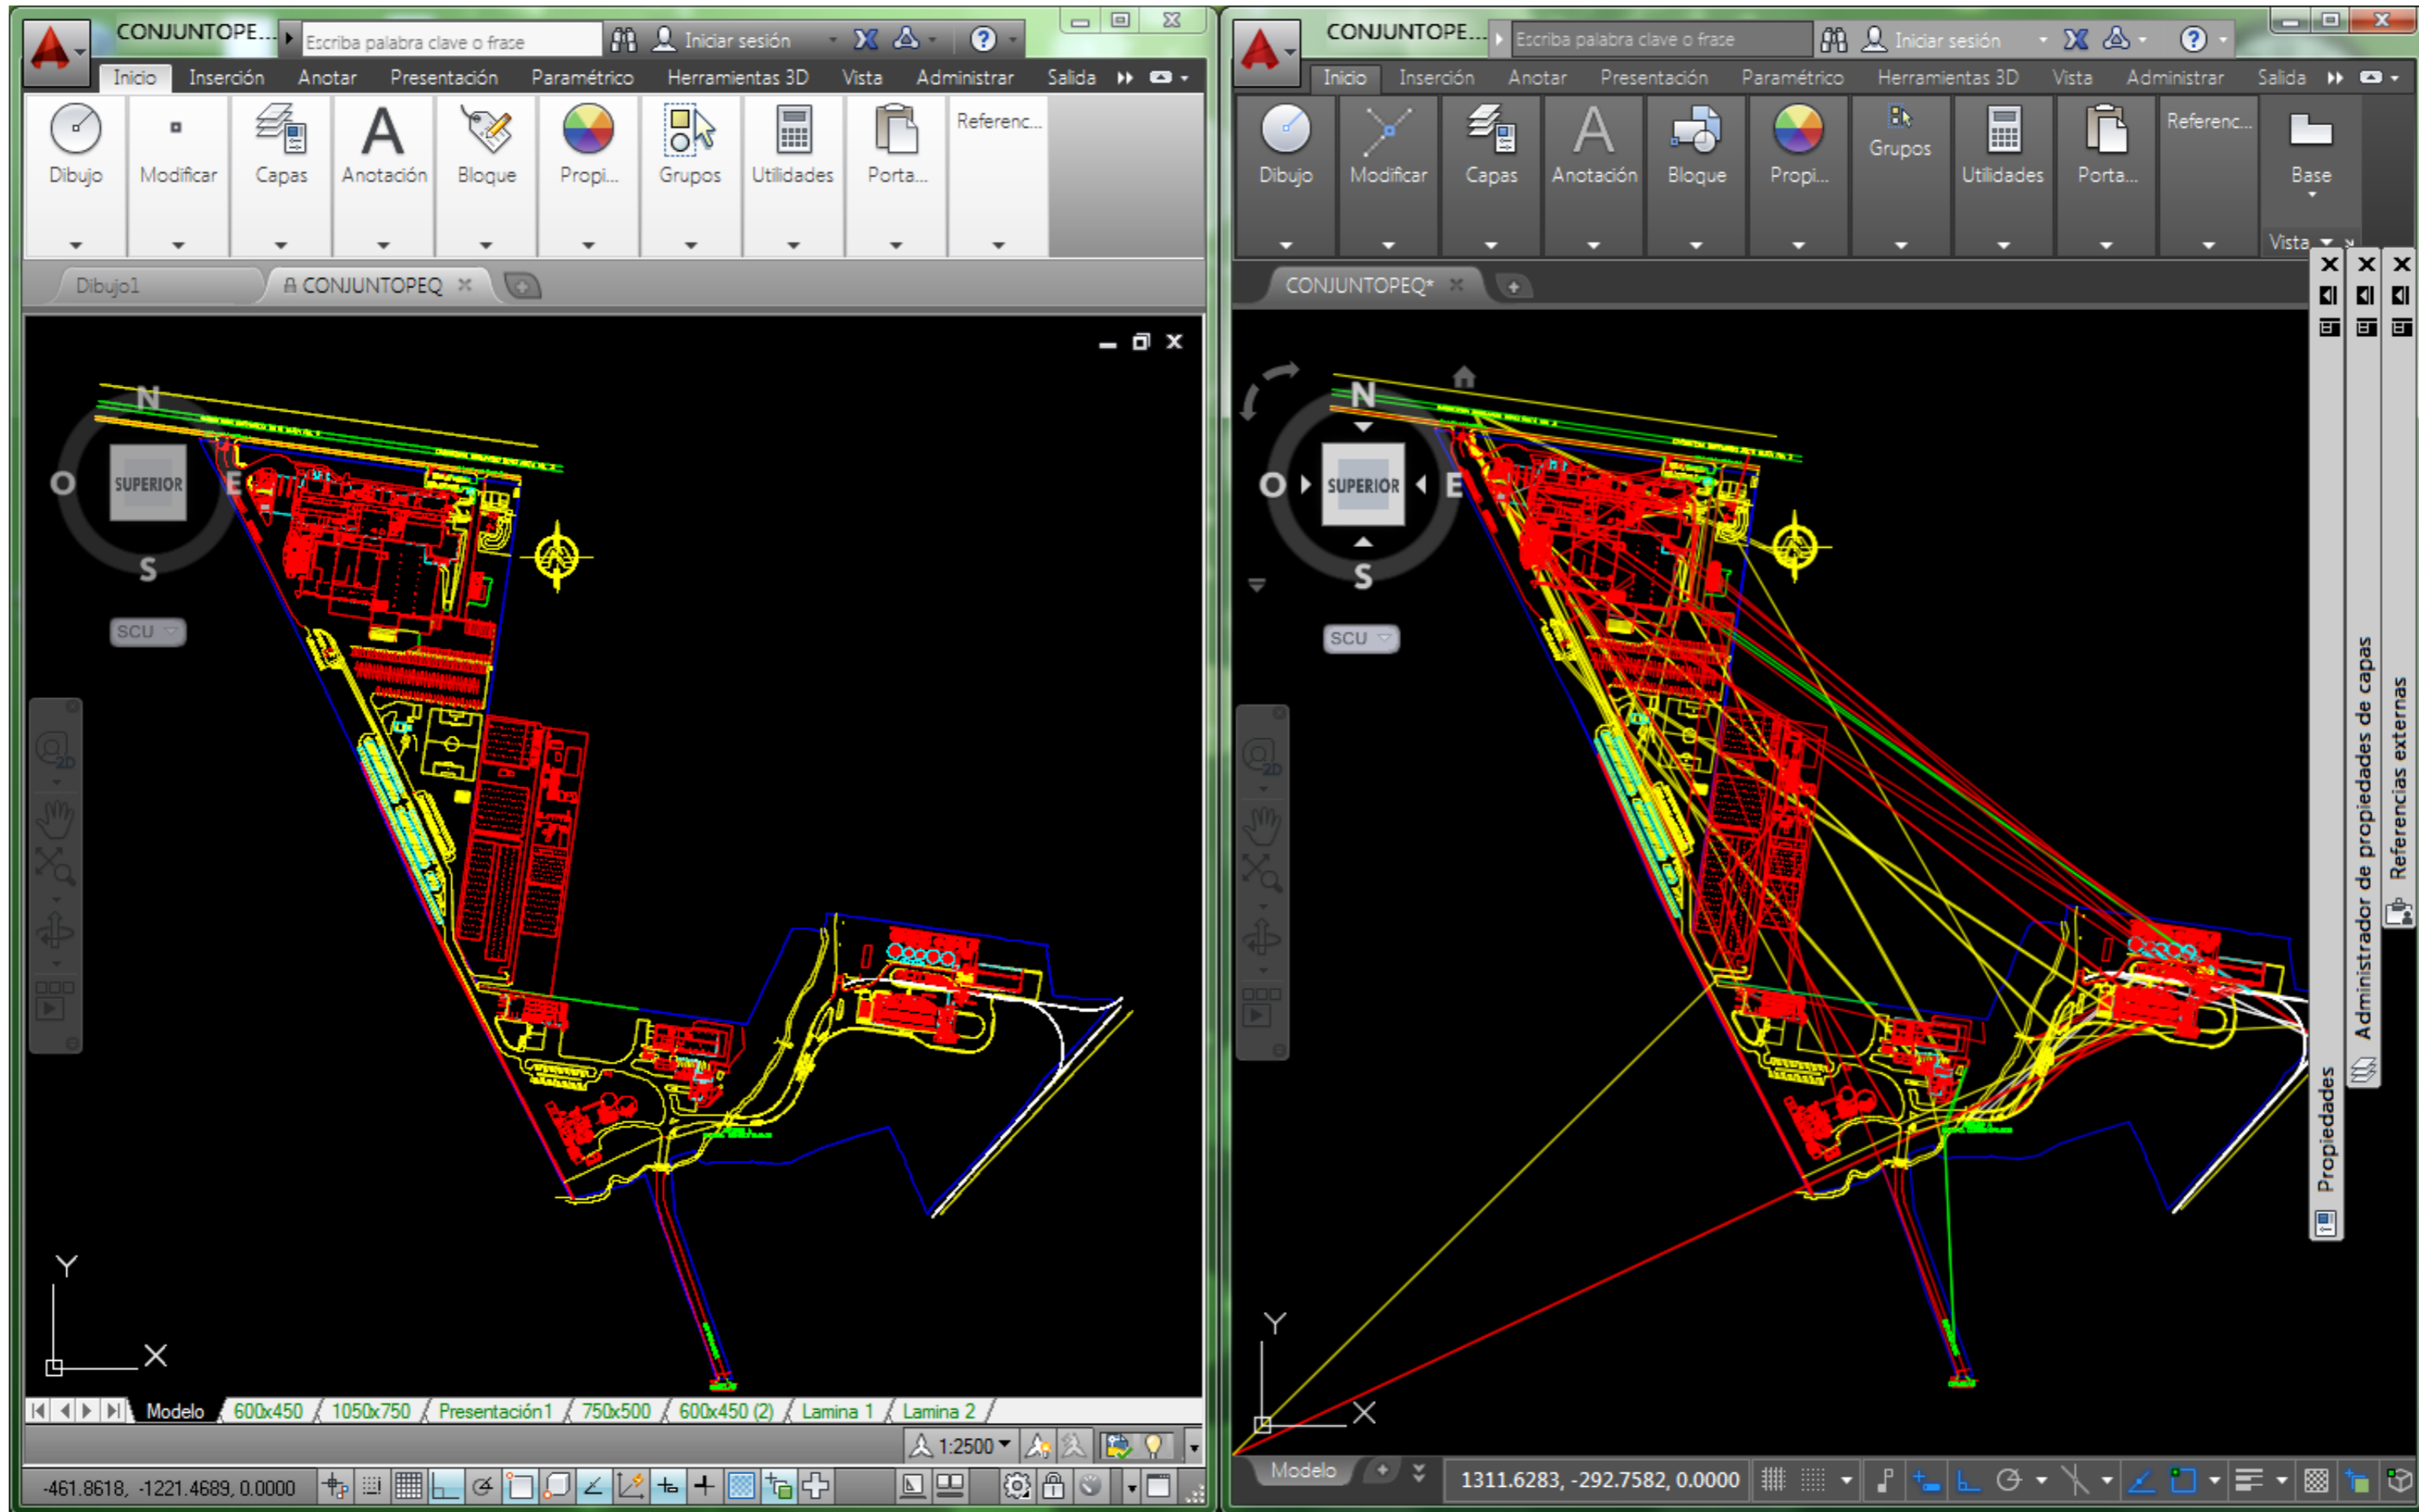 CONJUNTOPE...
Escriba palabra clave o frase
Iniciar sesión
Inicio Inserción Anotar Presentación Paramétrico Herramientas 3D Vista Administrar Salida
Dibujo Modificar Capas Anotación Bloque Propi... Grupos Utilidades Porta... Referenc...
Dibujo1 CONJUNTOPEQ
N
O SUPERIOR E
S
SCU
2D
Y
X
Modelo 600x450 1050x750 Presentación1 750x500 600x450 (2) Lamina 1 Lamina 2
1:2500
-461.8618, -1221.4689, 0.0000
CONJUNTOPE...
Escriba palabra clave o frase
Iniciar sesión
Inicio Inserción Anotar Presentación Paramétrico Herramientas 3D Vista Administrar Salida
Dibujo Modificar Capas Anotación Bloque Propi... Grupos Utilidades Porta... Referenc... Base
Vista
CONJUNTOPEQ*
N
O SUPERIOR E
S
SCU
2D
Propiedades
Administrador de propiedades de capas
Referencias externas
Y
X
Modelo
1311.6283, -292.7582, 0.0000